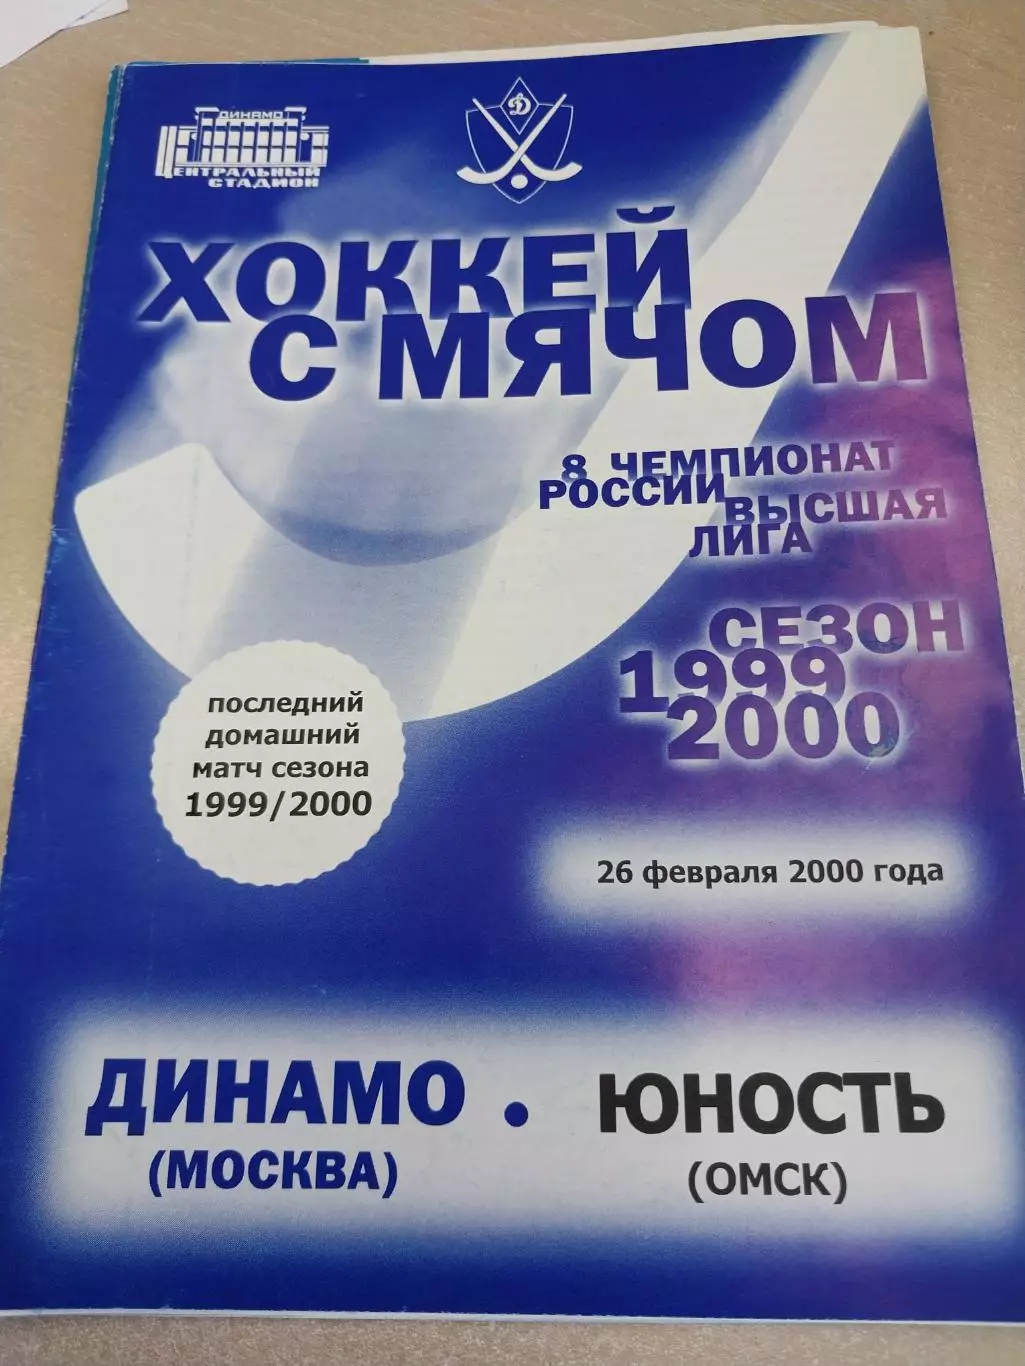 ДИНАМО
ЦЕНТРАЛЬНЫЙ
СТАДИОН
Д
ХОККЕЙ
С МЯЧОМ
8 ЧЕМПИОНАТ
РОССИИ
ВЫСШАЯ
ЛИГА
СЕЗОН
1999
2000
последний
домашний
матч сезона
1999/2000
26 февраля 2000 года
ДИНАМО • ЮНОСТЬ
(МОСКВА) (ОМСК)